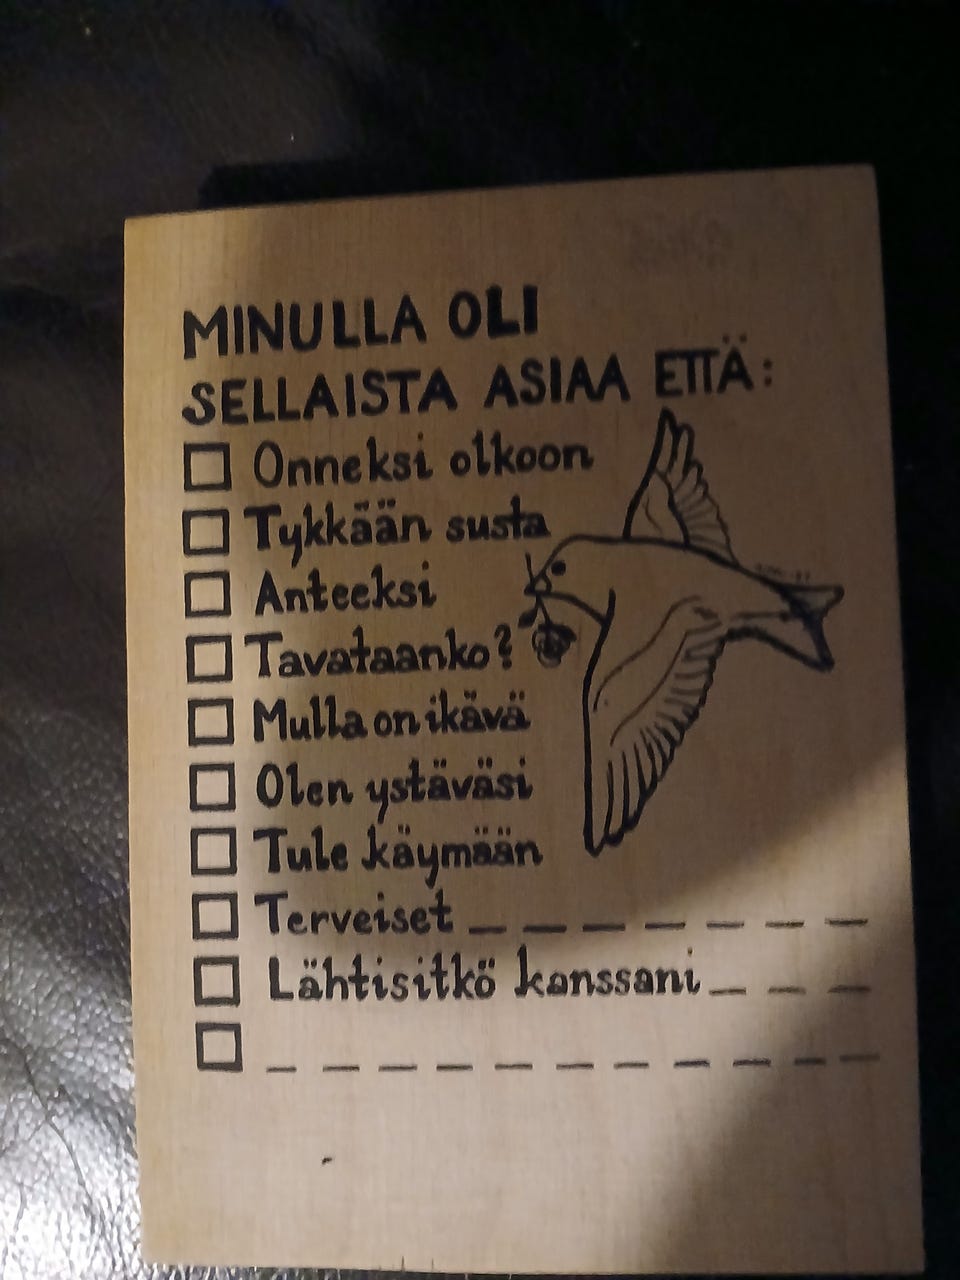 MINULLA OLI
SELLAISTA ASIAA ETTÄ:
Onneksi olkoon
Tykkään susta
Anteeksi
Tavataanko?
Mulla on ikävä
Olen ystäväsi
Tule käymään
Terveiset _ _ _ _ _ _ _
Lähtisitkö kanssani _ _ _
_ _ _ _ _ _ _ _ _ _ _